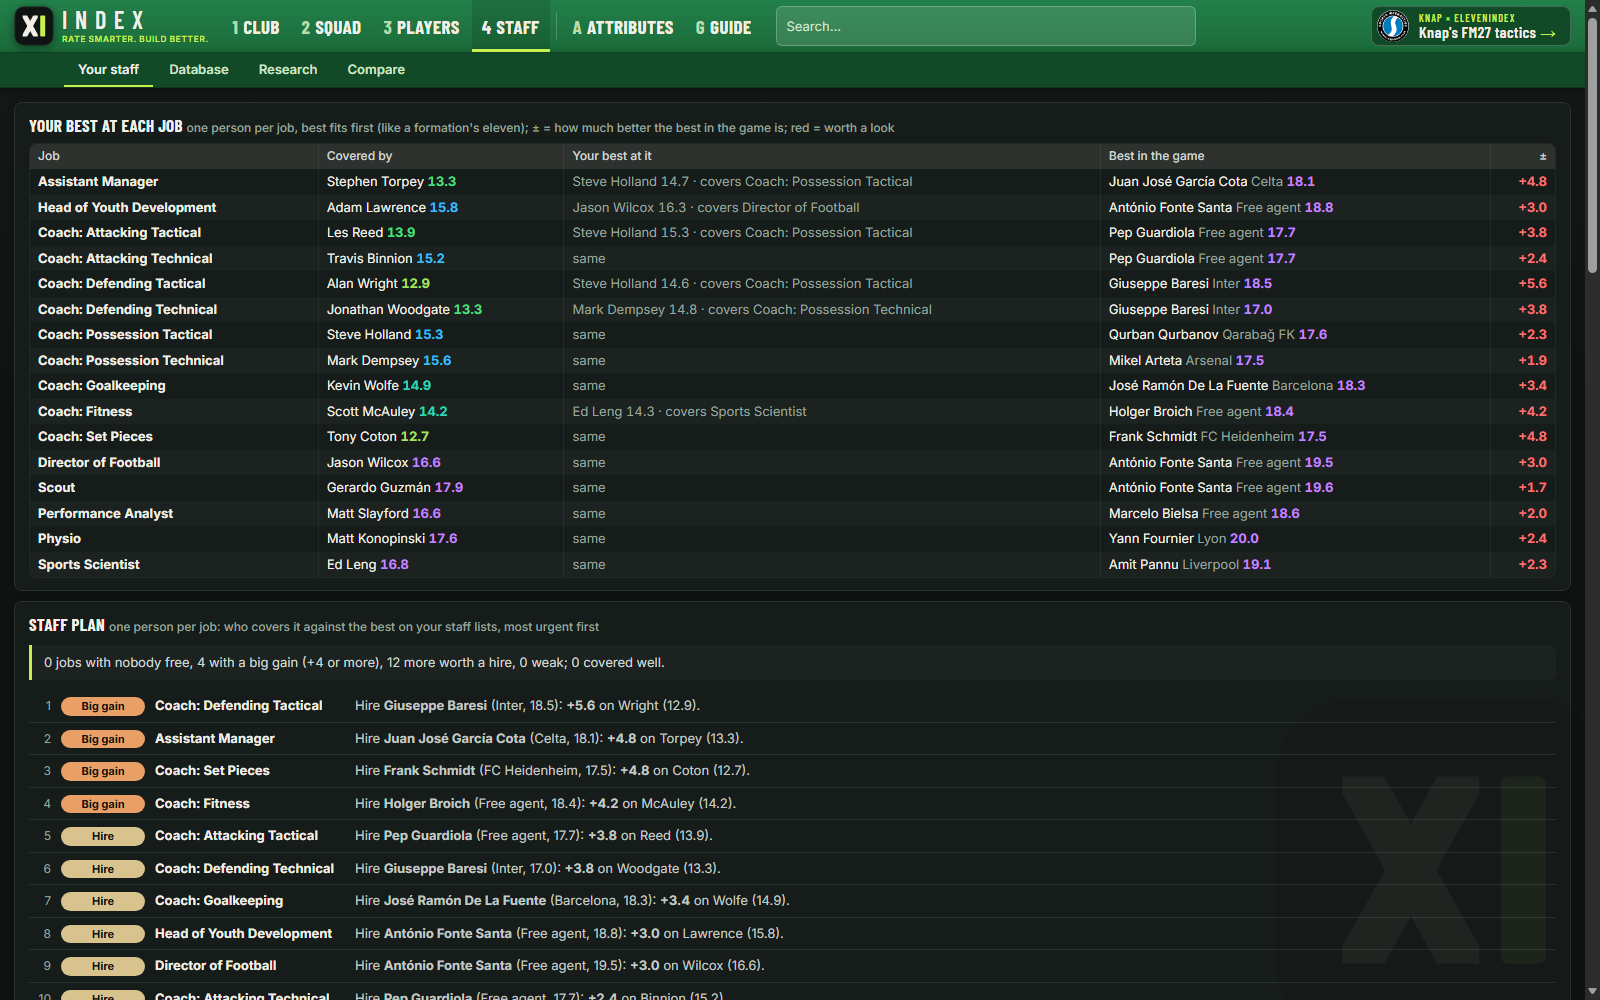 XI INDEX
RATE SMARTER. BUILD BETTER.
1 CLUB 2 SQUAD 3 PLAYERS 4 STAFF A ATTRIBUTES G GUIDE
Search...
KNAP × ELEVENINDEX
Knap's FM27 tactics →
Your staff Database Research Compare
YOUR BEST AT EACH JOB one person per job, best fits first (like a formation's eleven); ± = how much better the best in the game is; red = worth a look
Job Covered by Your best at it Best in the game ±
Assistant Manager Stephen Torpey 13.3 Steve Holland 14.7 · covers Coach: Possession Tactical Juan José García Cota Celta 18.1 +4.8
Head of Youth Development Adam Lawrence 15.8 Jason Wilcox 16.3 · covers Director of Football António Fonte Santa Free agent 18.8 +3.0
Coach: Attacking Tactical Les Reed 13.9 Steve Holland 15.3 · covers Coach: Possession Tactical Pep Guardiola Free agent 17.7 +3.8
Coach: Attacking Technical Travis Binnion 15.2 same Pep Guardiola Free agent 17.7 +2.4
Coach: Defending Tactical Alan Wright 12.9 Steve Holland 14.6 · covers Coach: Possession Tactical Giuseppe Baresi Inter 18.5 +5.6
Coach: Defending Technical Jonathan Woodgate 13.3 Mark Dempsey 14.8 · covers Coach: Possession Technical Giuseppe Baresi Inter 17.0 +3.8
Coach: Possession Tactical Steve Holland 15.3 same Qurban Qurbanov Qarabağ FK 17.6 +2.3
Coach: Possession Technical Mark Dempsey 15.6 same Mikel Arteta Arsenal 17.5 +1.9
Coach: Goalkeeping Kevin Wolfe 14.9 same José Ramón De La Fuente Barcelona 18.3 +3.4
Coach: Fitness Scott McAuley 14.2 Ed Leng 14.3 · covers Sports Scientist Holger Broich Free agent 18.4 +4.2
Coach: Set Pieces Tony Coton 12.7 same Frank Schmidt FC Heidenheim 17.5 +4.8
Director of Football Jason Wilcox 16.6 same António Fonte Santa Free agent 19.5 +3.0
Scout Gerardo Guzmán 17.9 same António Fonte Santa Free agent 19.6 +1.7
Performance Analyst Matt Slayford 16.6 same Marcelo Bielsa Free agent 18.6 +2.0
Physio Matt Konopinski 17.6 same Yann Fournier Lyon 20.0 +2.4
Sports Scientist Ed Leng 16.8 same Amit Pannu Liverpool 19.1 +2.3
STAFF PLAN one person per job: who covers it against the best on your staff lists, most urgent first
0 jobs with nobody free, 4 with a big gain (+4 or more), 12 more worth a hire, 0 weak; 0 covered well.
1 Big gain Coach: Defending Tactical Hire Giuseppe Baresi (Inter, 18.5): +5.6 on Wright (12.9).
2 Big gain Assistant Manager Hire Juan José García Cota (Celta, 18.1): +4.8 on Torpey (13.3).
3 Big gain Coach: Set Pieces Hire Frank Schmidt (FC Heidenheim, 17.5): +4.8 on Coton (12.7).
4 Big gain Coach: Fitness Hire Holger Broich (Free agent, 18.4): +4.2 on McAuley (14.2).
5 Hire Coach: Attacking Tactical Hire Pep Guardiola (Free agent, 17.7): +3.8 on Reed (13.9).
6 Hire Coach: Defending Technical Hire Giuseppe Baresi (Inter, 17.0): +3.8 on Woodgate (13.3).
7 Hire Coach: Goalkeeping Hire José Ramón De La Fuente (Barcelona, 18.3): +3.4 on Wolfe (14.9).
8 Hire Head of Youth Development Hire António Fonte Santa (Free agent, 18.8): +3.0 on Lawrence (15.8).
9 Hire Director of Football Hire António Fonte Santa (Free agent, 19.5): +3.0 on Wilcox (16.6).
10 Hire Coach: Attacking Technical Hire Pep Guardiola (Free agent, 17.7): +2.4 on Binnion (15.2).
XI